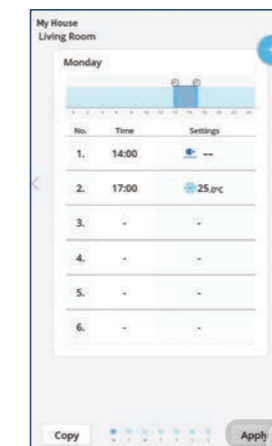 My House
Living Room
Monday
No. Time Settings
1. 14:00 --
2. 17:00 25.0°C
3. - -
4. - -
5. - -
6. - -
Copy
Apply